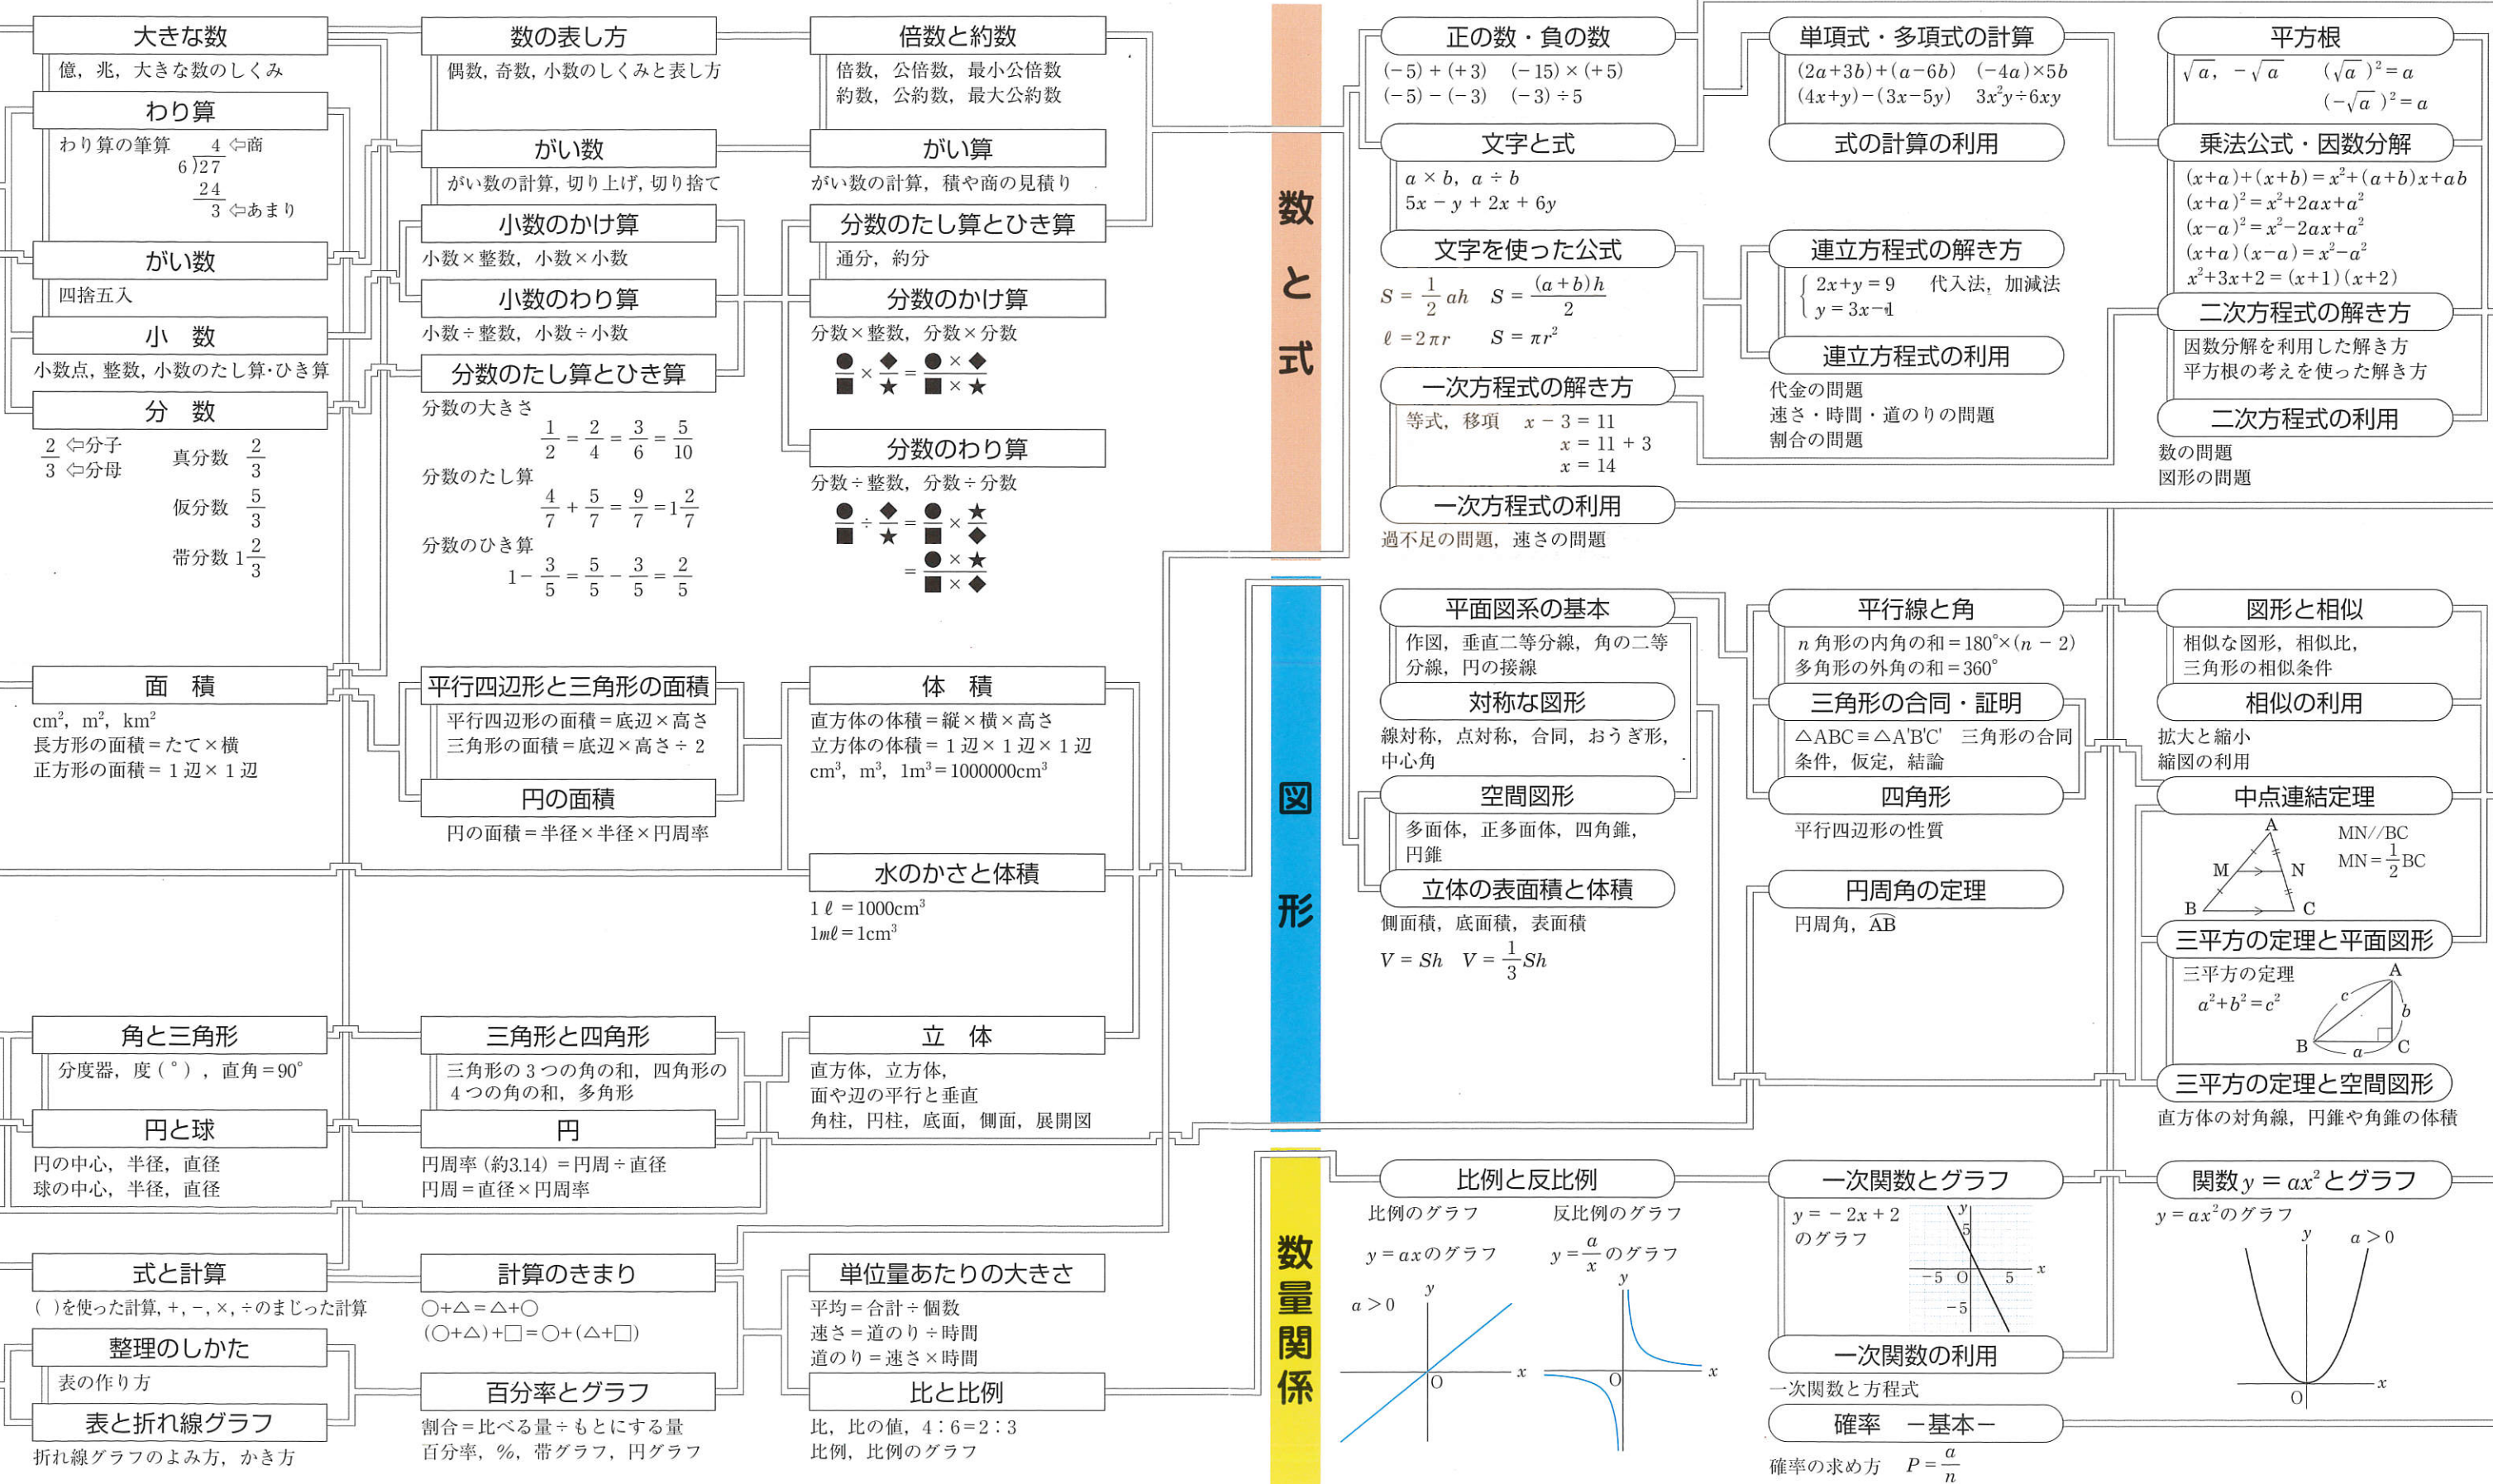 大きな数
億，兆，大きな数のしくみ
わり算
わり算の筆算
4 ⇦商
6)27
24
3 ⇦あまり
がい数
四捨五入
小　数
小数点，整数，小数のたし算・ひき算
分　数
2/3 ⇦分子 ⇦分母
真分数 2/3
仮分数 5/3
帯分数 1 2/3
面　積
cm²，m²，km²
長方形の面積＝たて×横
正方形の面積＝１辺×１辺
角と三角形
分度器，度（°），直角＝90°
円と球
円の中心，半径，直径
球の中心，半径，直径
式と計算
（ ）を使った計算，+，−，×，÷のまじった計算
整理のしかた
表の作り方
表と折れ線グラフ
折れ線グラフのよみ方，かき方
数の表し方
偶数，奇数，小数のしくみと表し方
がい数
がい数の計算，切り上げ，切り捨て
小数のかけ算
小数×整数，小数×小数
小数のわり算
小数÷整数，小数÷小数
分数のたし算とひき算
分数の大きさ
1/2 = 2/4 = 3/6 = 5/10
分数のたし算
4/7 + 5/7 = 9/7 = 1 2/7
分数のひき算
1 − 3/5 = 5/5 − 3/5 = 2/5
平行四辺形と三角形の面積
平行四辺形の面積＝底辺×高さ
三角形の面積＝底辺×高さ÷2
円の面積
円の面積＝半径×半径×円周率
三角形と四角形
三角形の３つの角の和，四角形の
４つの角の和，多角形
円
円周率（約3.14）＝円周÷直径
円周＝直径×円周率
計算のきまり
○+△=△+○
(○+△)+□=○+(△+□)
百分率とグラフ
割合＝比べる量÷もとにする量
百分率，％，帯グラフ，円グラフ
倍数と約数
倍数，公倍数，最小公倍数
約数，公約数，最大公約数
がい算
がい数の計算，積や商の見積り
分数のたし算とひき算
通分，約分
分数のかけ算
分数×整数，分数×分数
●/■ × ◆/★ = ●×◆/■×★
分数のわり算
分数÷整数，分数÷分数
●/■ ÷ ◆/★ = ●/■ × ★/◆
= ●×★/■×◆
体　積
直方体の体積＝縦×横×高さ
立方体の体積＝１辺×１辺×１辺
cm³，m³，1m³＝1000000cm³
水のかさと体積
1ℓ＝1000cm³
1mℓ＝1cm³
立　体
直方体，立方体，
面や辺の平行と垂直
角柱，円柱，底面，側面，展開図
単位量あたりの大きさ
平均＝合計÷個数
速さ＝道のり÷時間
道のり＝速さ×時間
比と比例
比，比の値，4：6＝2：3
比例，比例のグラフ
数と式
図形
数量関係
正の数・負の数
(−5)+(+3)　(−15)×(+5)
(−5)−(−3)　(−3)÷5
文字と式
a×b，a÷b
5x−y+2x+6y
文字を使った公式
S = 1/2 ah　S = (a+b)h/2
ℓ=2πr　S = πr²
一次方程式の解き方
等式，移項　x − 3 = 11
x = 11 + 3
x = 14
一次方程式の利用
過不足の問題，速さの問題
平面図系の基本
作図，垂直二等分線，角の二等
分線，円の接線
対称な図形
線対称，点対称，合同，おうぎ形，
中心角
空間図形
多面体，正多面体，四角錐，
円錐
立体の表面積と体積
側面積，底面積，表面積
V = Sh　V = 1/3 Sh
比例と反比例
比例のグラフ
y=axのグラフ
a>0
y
x
O
反比例のグラフ
y=a/xのグラフ
y
x
O
単項式・多項式の計算
(2a+3b)+(a−6b)　(−4a)×5b
(4x+y)−(3x−5y)　3x²y÷6xy
式の計算の利用
連立方程式の解き方
2x+y=9　代入法，加減法
y=3x−1
連立方程式の利用
代金の問題
速さ・時間・道のりの問題
割合の問題
平行線と角
n角形の内角の和＝180°×(n − 2)
多角形の外角の和＝360°
三角形の合同・証明
△ABC≡△A'B'C'　三角形の合同
条件，仮定，結論
四角形
平行四辺形の性質
円周角の定理
円周角，A͡B
一次関数とグラフ
y = −2x+2
のグラフ
y
5
−5 O 5 x
−5
一次関数の利用
一次関数と方程式
確率　−基本−
確率の求め方　P = a/n
平方根
√a，−√a　(√a)²=a
(−√a)²=a
乗法公式・因数分解
(x+a)+(x+b)=x²+(a+b)x+ab
(x+a)²=x²+2ax+a²
(x−a)²=x²−2ax+a²
(x+a)(x−a)=x²−a²
x²+3x+2=(x+1)(x+2)
二次方程式の解き方
因数分解を利用した解き方
平方根の考えを使った解き方
二次方程式の利用
数の問題
図形の問題
図形と相似
相似な図形，相似比，
三角形の相似条件
相似の利用
拡大と縮小
縮図の利用
中点連結定理
A
M N
B C
MN//BC
MN=1/2 BC
三平方の定理と平面図形
三平方の定理
a²+b²=c²
A
c
b
B a C
三平方の定理と空間図形
直方体の対角線，円錐や角錐の体積
関数y = ax²とグラフ
y=ax²のグラフ
y
a>0
O
x